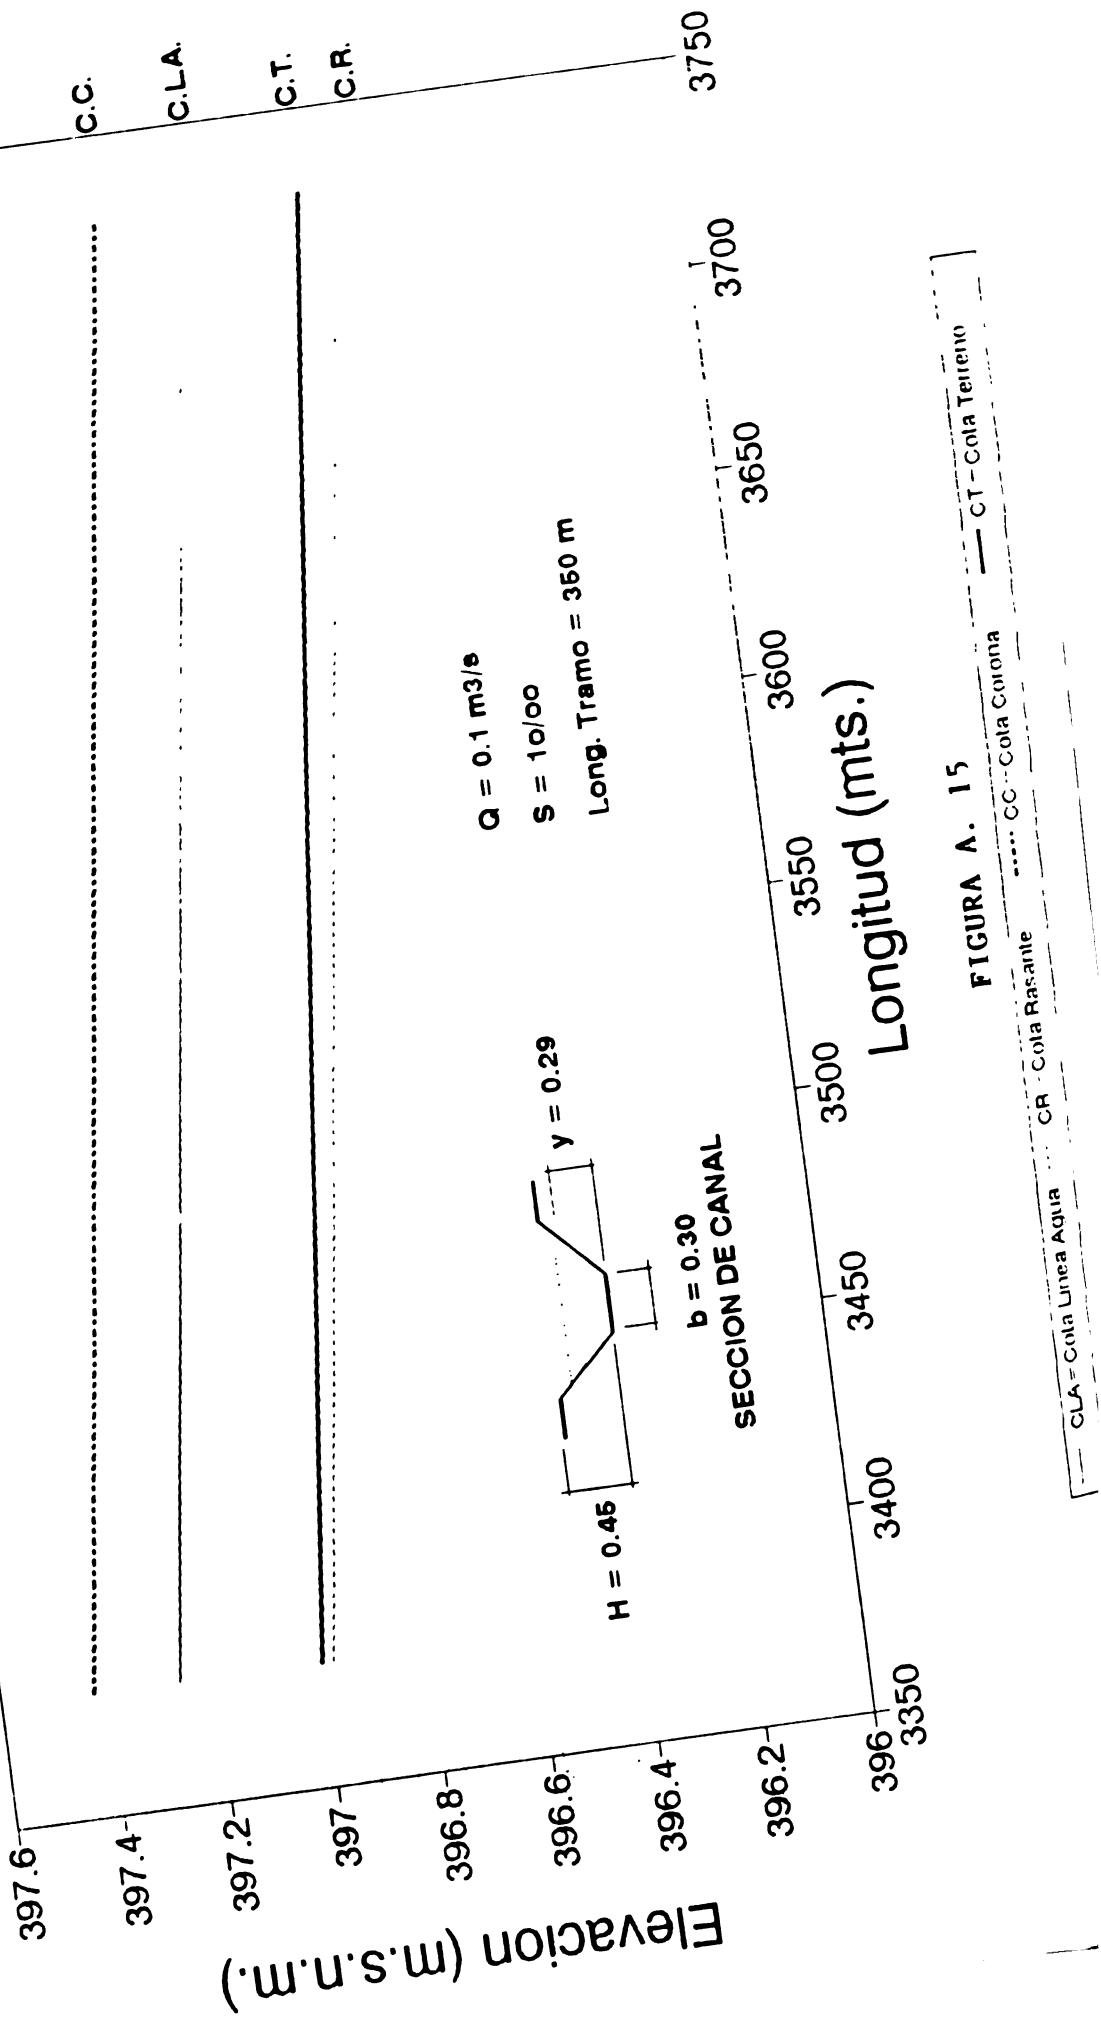 C.C.
C.L.A.
C.T.
C.R.
Elevacion (m.s.n.m.)
397.6
397.4
397.2
397
396.8
396.6
396.4
396.2
396
Q = 0.1 m3/s
S = 1o/oo
Long. Tramo = 350 m
H = 0.45
y = 0.29
b = 0.30
SECCION DE CANAL
3350
3400
3450
3500
3550
3600
3650
3700
3750
Longitud (mts.)
FIGURA A. 15
CLA = Cota Linea Agua
CR - Cota Rasante
CC - Cota Corona
CT - Cota Terreno